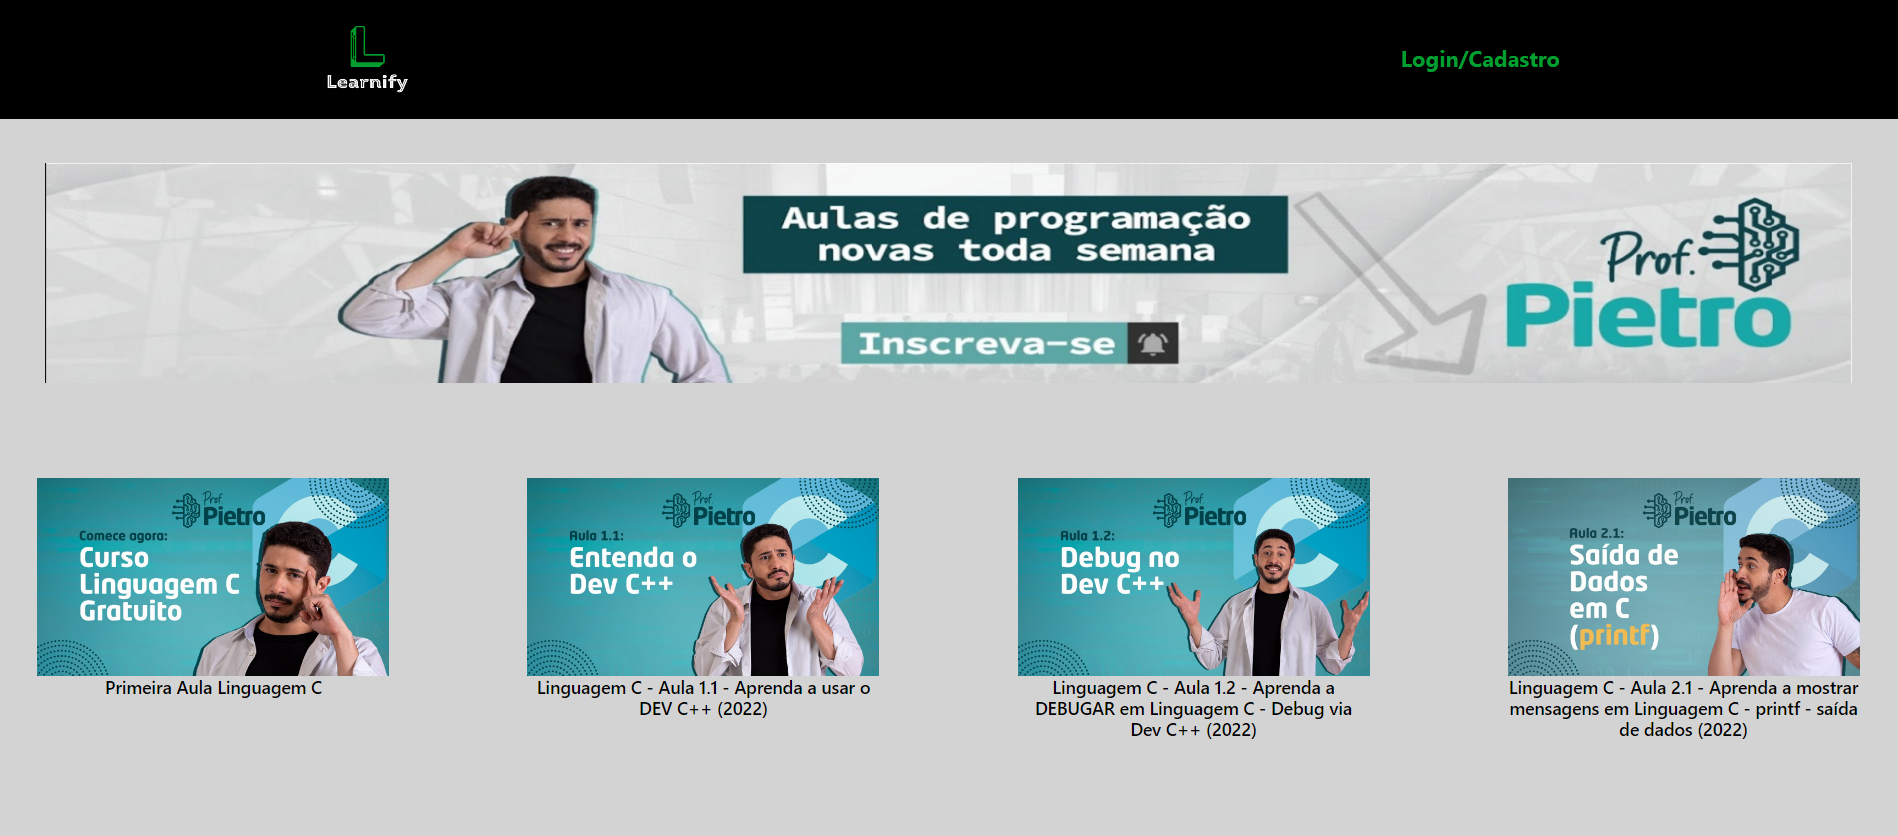 Learnify
Login/Cadastro
Aulas de programação
novas toda semana
Inscreva-se
Prof.
Pietro
Prof
Pietro
Comece agora:
Curso
Linguagem C
Gratuito
Primeira Aula Linguagem C
Prof
Pietro
Aula 1.1:
Entenda o
Dev C++
Linguagem C - Aula 1.1 - Aprenda a usar o
DEV C++ (2022)
Prof
Pietro
Aula 1.2:
Debug no
Dev C++
Linguagem C - Aula 1.2 - Aprenda a
DEBUGAR em Linguagem C - Debug via
Dev C++ (2022)
Prof
Pietro
Aula 2.1:
Saída de
Dados
em C
(printf)
Linguagem C - Aula 2.1 - Aprenda a mostrar
mensagens em Linguagem C - printf - saída
de dados (2022)